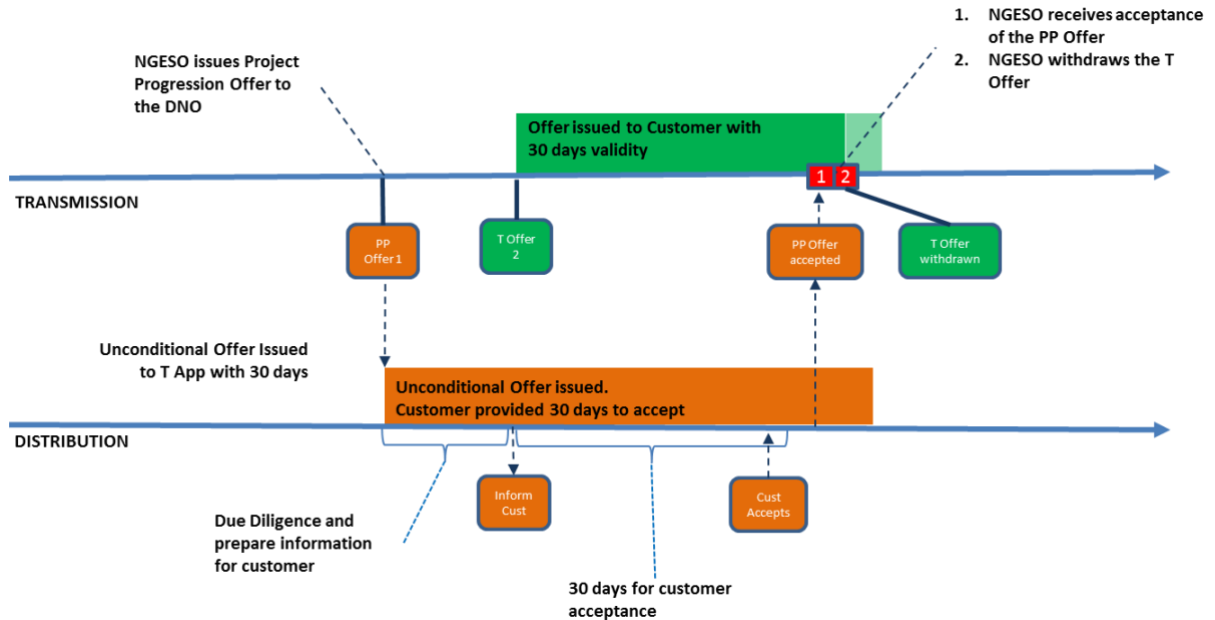 1. NGESO receives acceptance
of the PP Offer
2. NGESO withdraws the T
Offer
NGESO issues Project
Progression Offer to
the DNO
Offer issued to Customer with
30 days validity
1 2
TRANSMISSION
PP
Offer 1
T Offer
2
PP Offer
accepted
T Offer
withdrawn
Unconditional Offer Issued
to T App with 30 days
Unconditional Offer issued.
Customer provided 30 days to accept
DISTRIBUTION
Inform
Cust
Cust
Accepts
Due Diligence and
prepare information
for customer
30 days for customer
acceptance